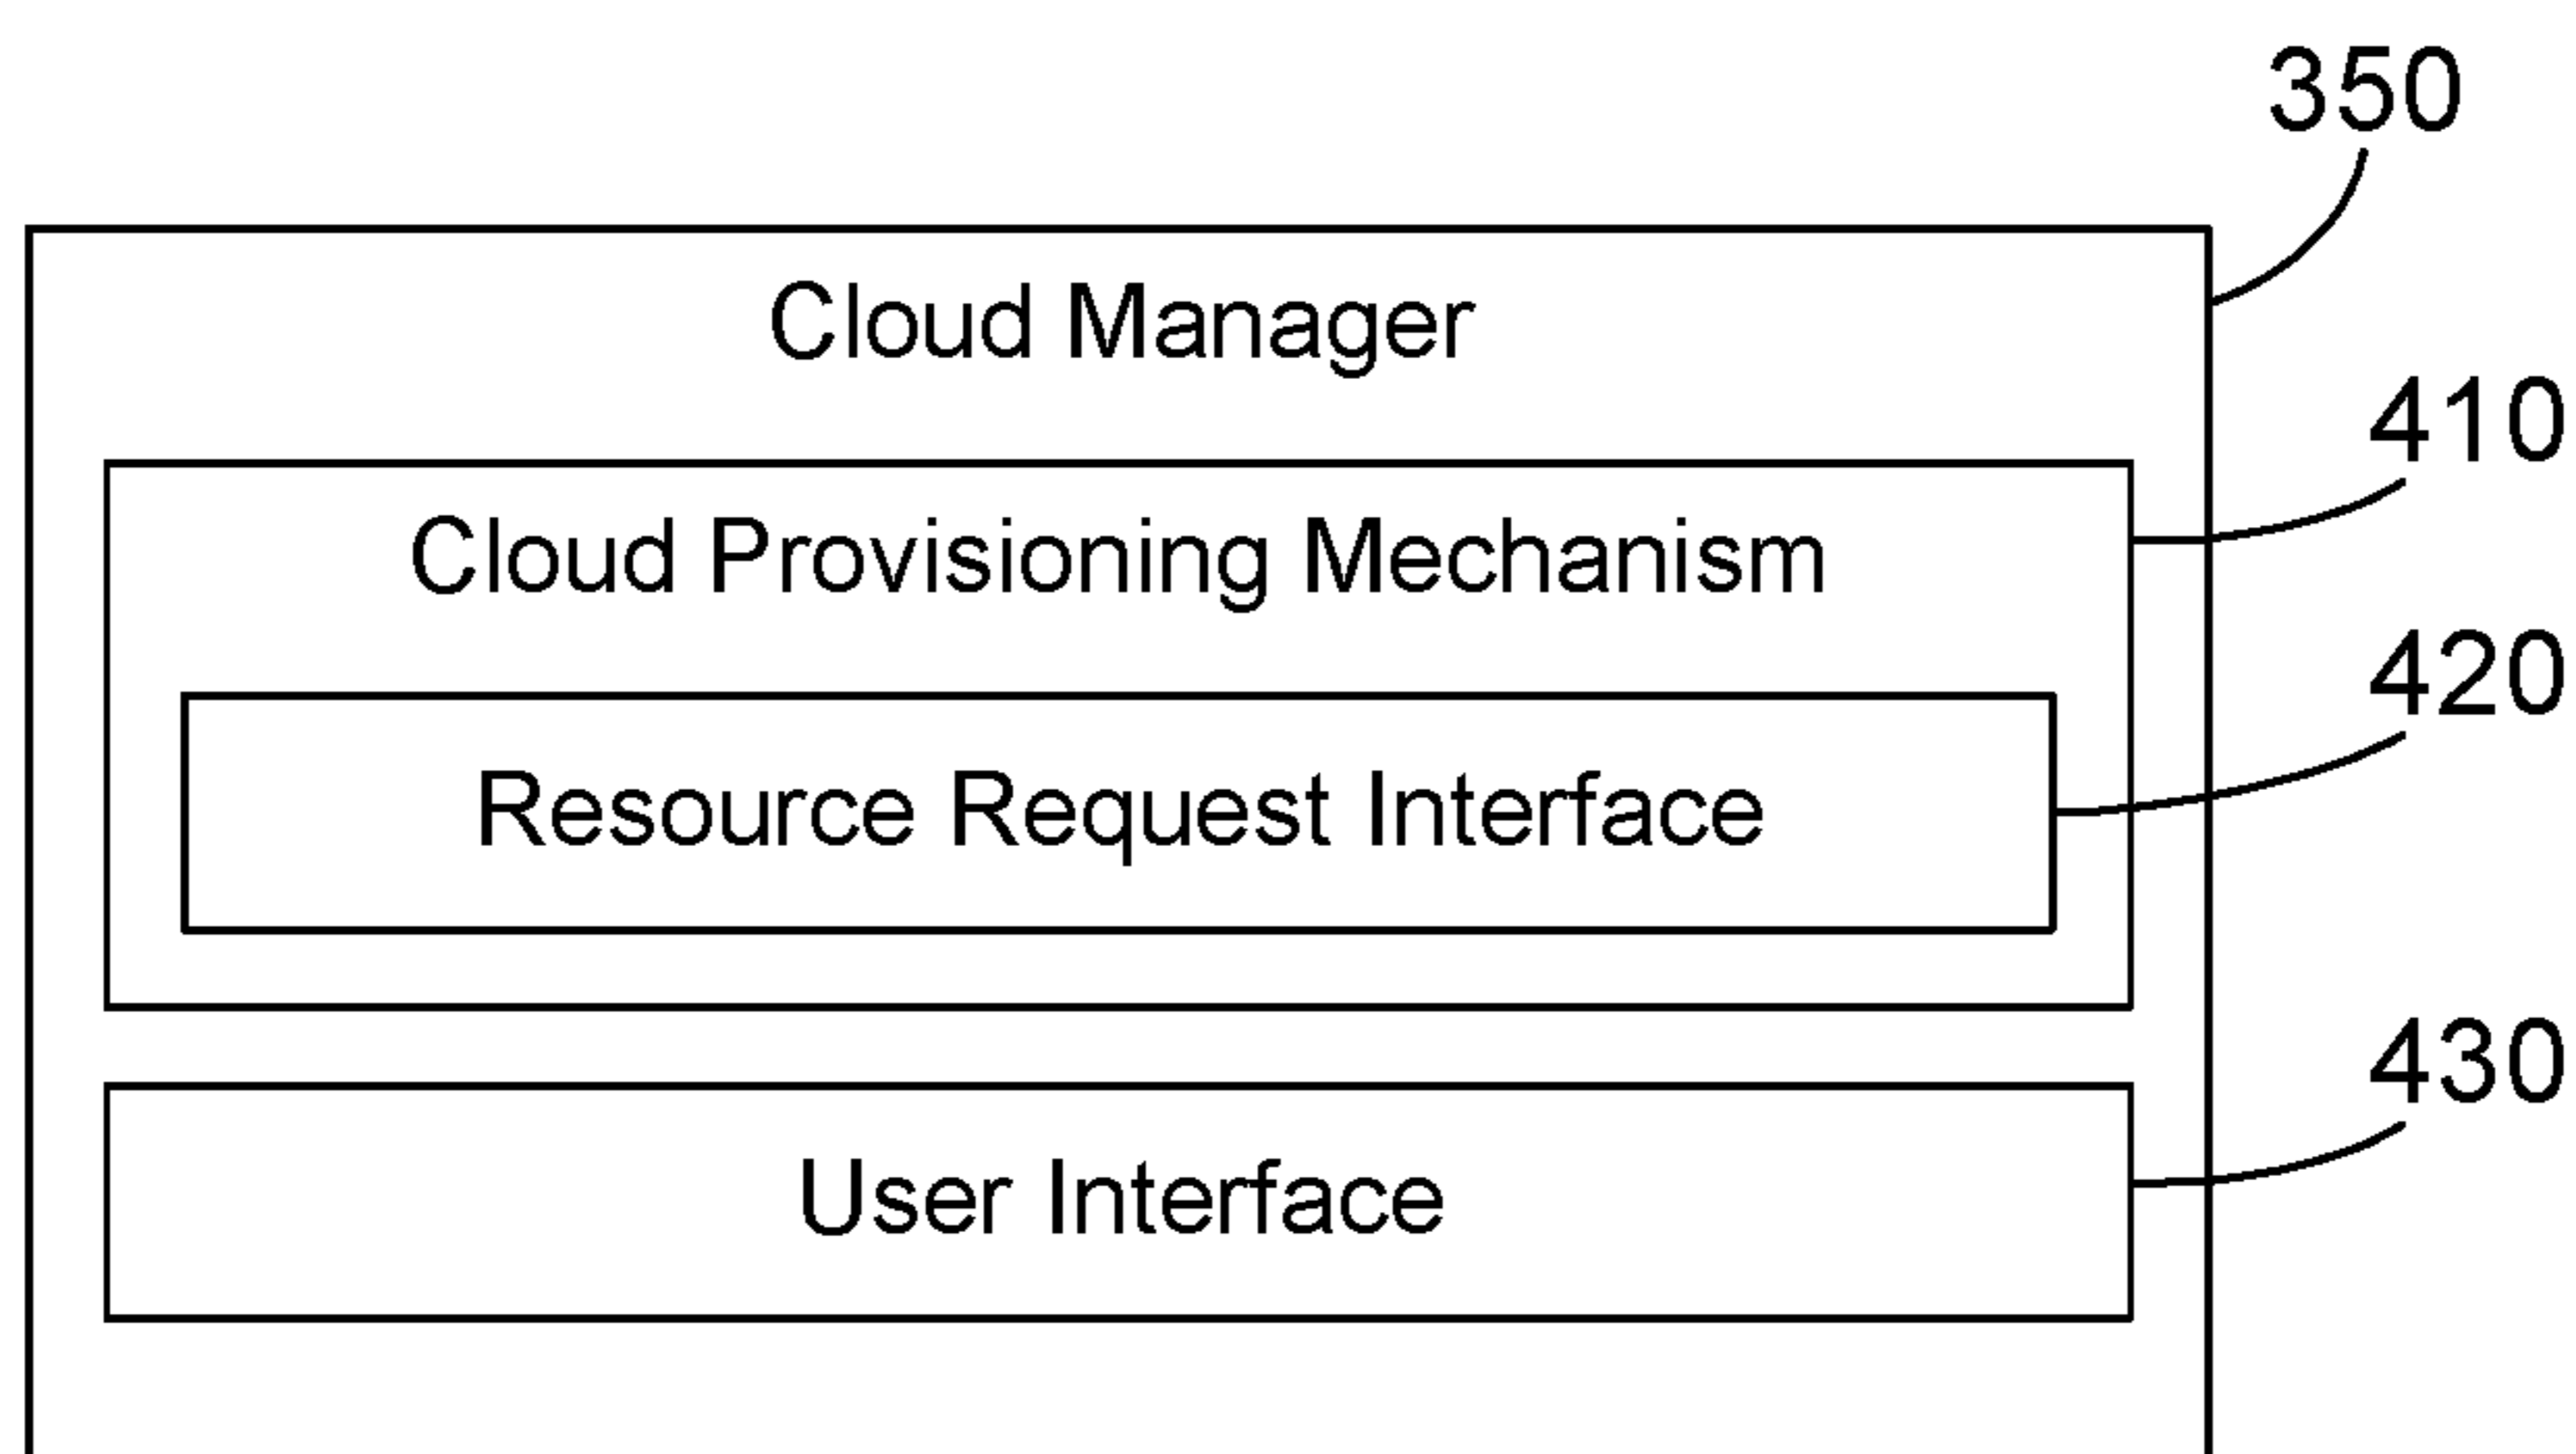 350
Cloud Manager
410
Cloud Provisioning Mechanism
420
Resource Request Interface
430
User Interface